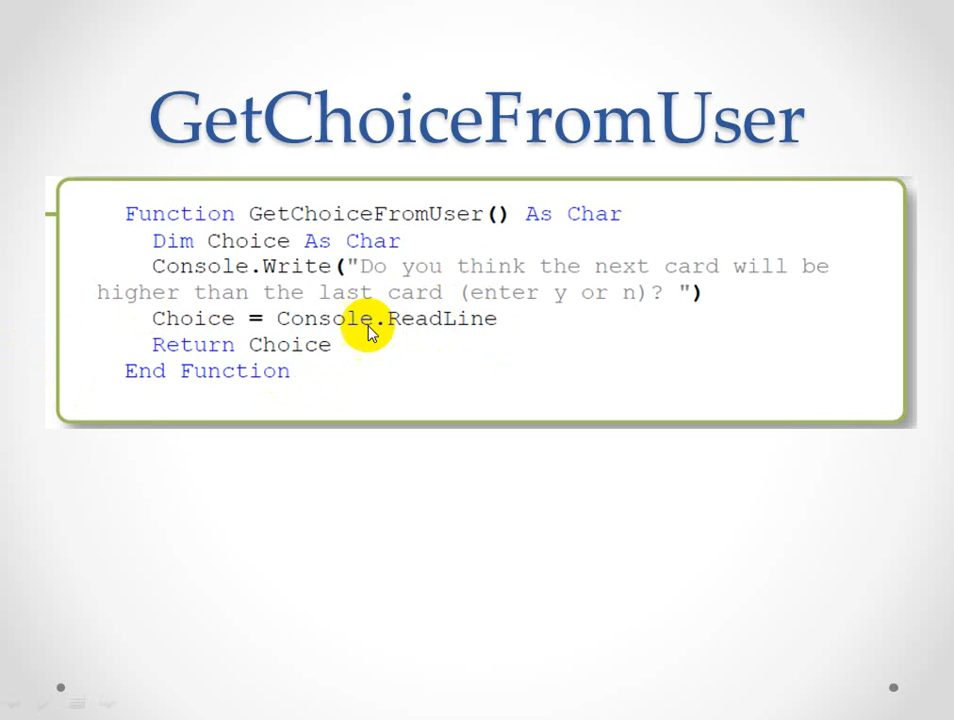 GetChoiceFromUser
Function GetChoiceFromUser() As Char
Dim Choice As Char
Console.Write("Do you think the next card will be
higher than the last card (enter y or n)? ")
Choice = Console.ReadLine
Return Choice
End Function